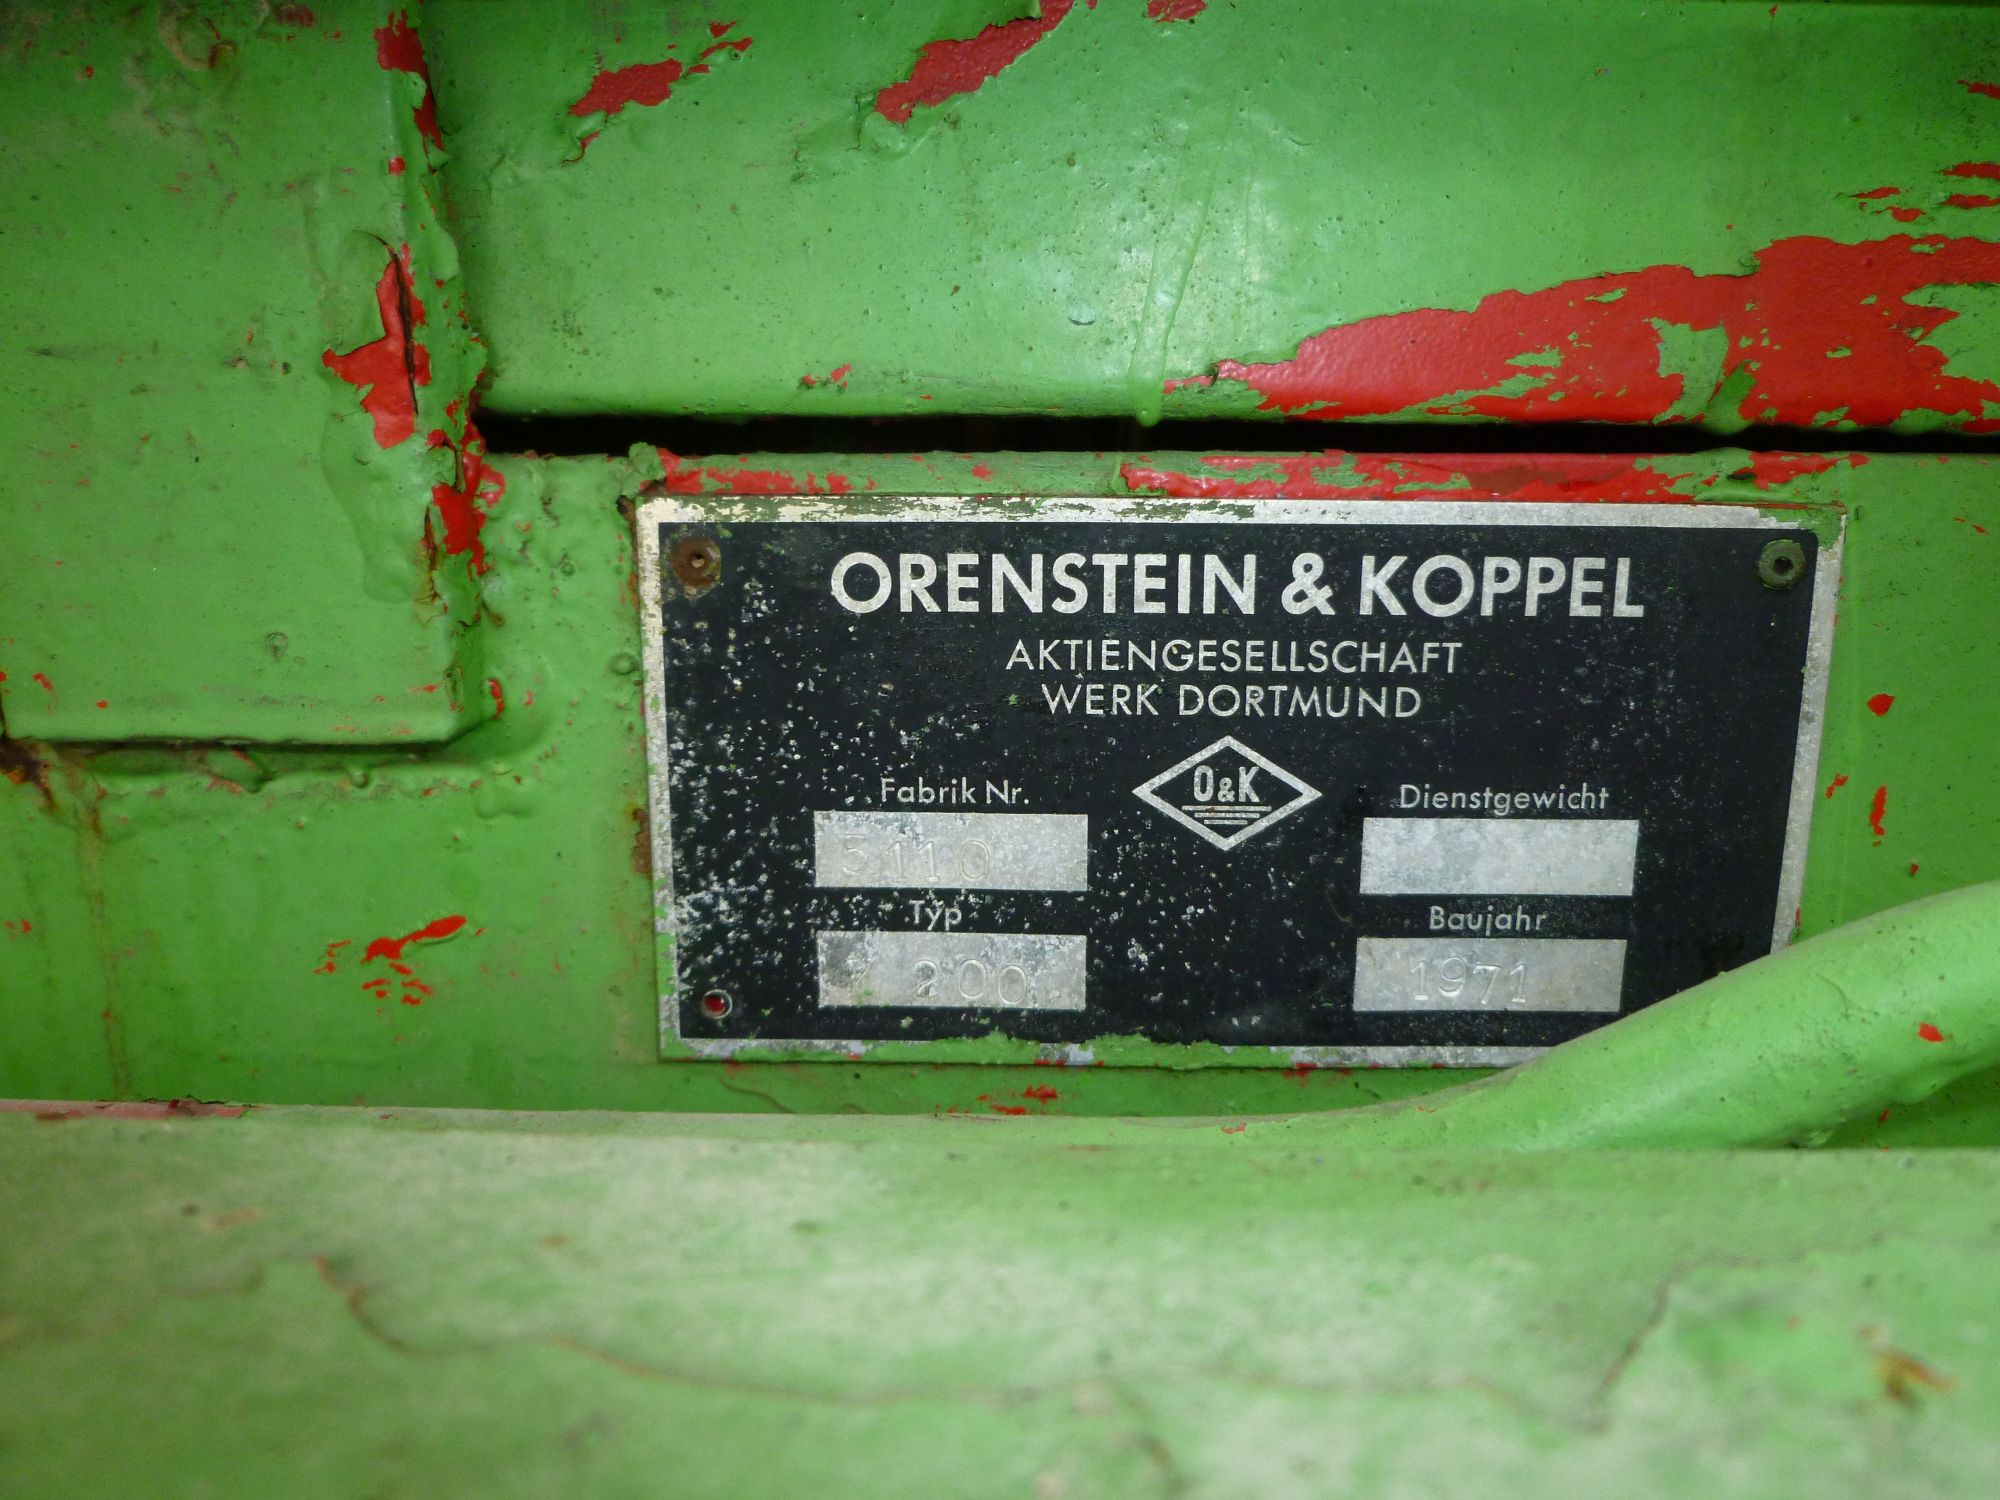 ORENSTEIN & KOPPEL
AKTIENGESELLSCHAFT
WERK DORTMUND
O&K
Fabrik Nr.
5110
Dienstgewicht
Typ
200
Baujahr
1971